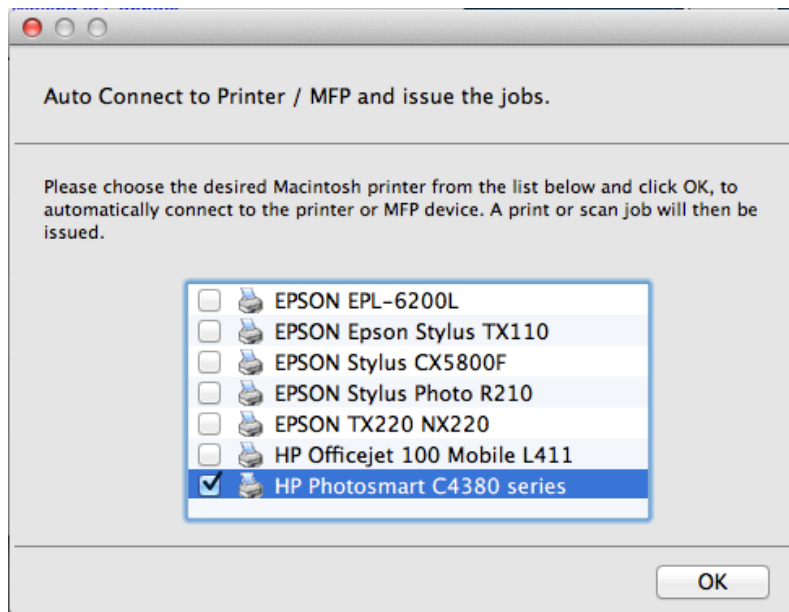 Auto Connect to Printer / MFP and issue the jobs.
Please choose the desired Macintosh printer from the list below and click OK, to
automatically connect to the printer or MFP device. A print or scan job will then be
issued.
EPSON EPL-6200L
EPSON Epson Stylus TX110
EPSON Stylus CX5800F
EPSON Stylus Photo R210
EPSON TX220 NX220
HP Officejet 100 Mobile L411
HP Photosmart C4380 series
OK